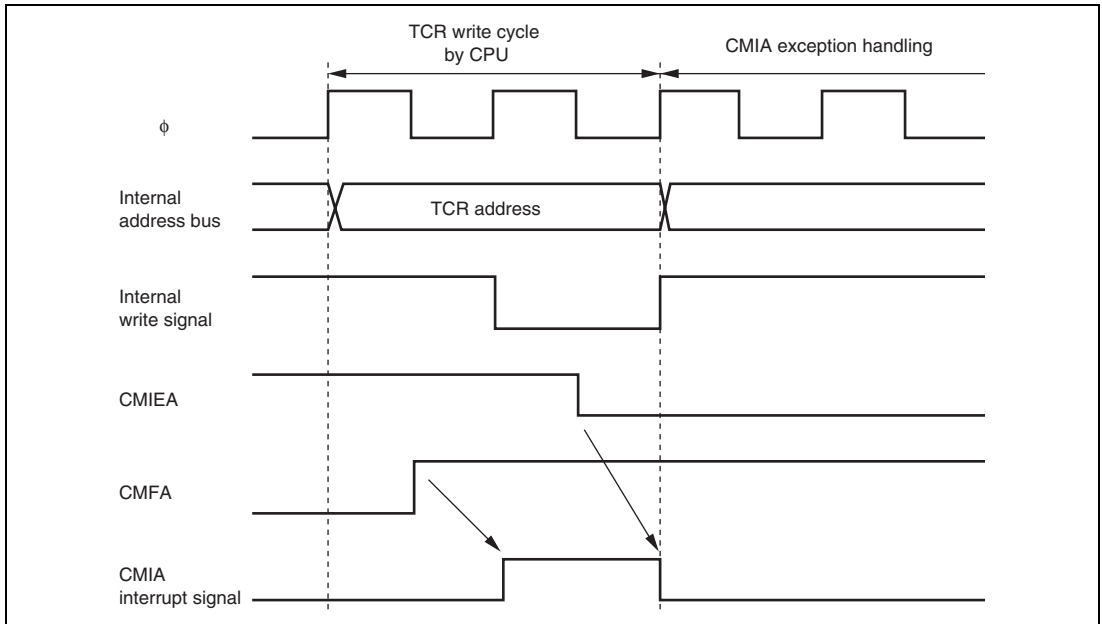 TCR write cycle
by CPU
CMIA exception handling
ϕ
Internal
address bus
TCR address
Internal
write signal
CMIEA
CMFA
CMIA
interrupt signal